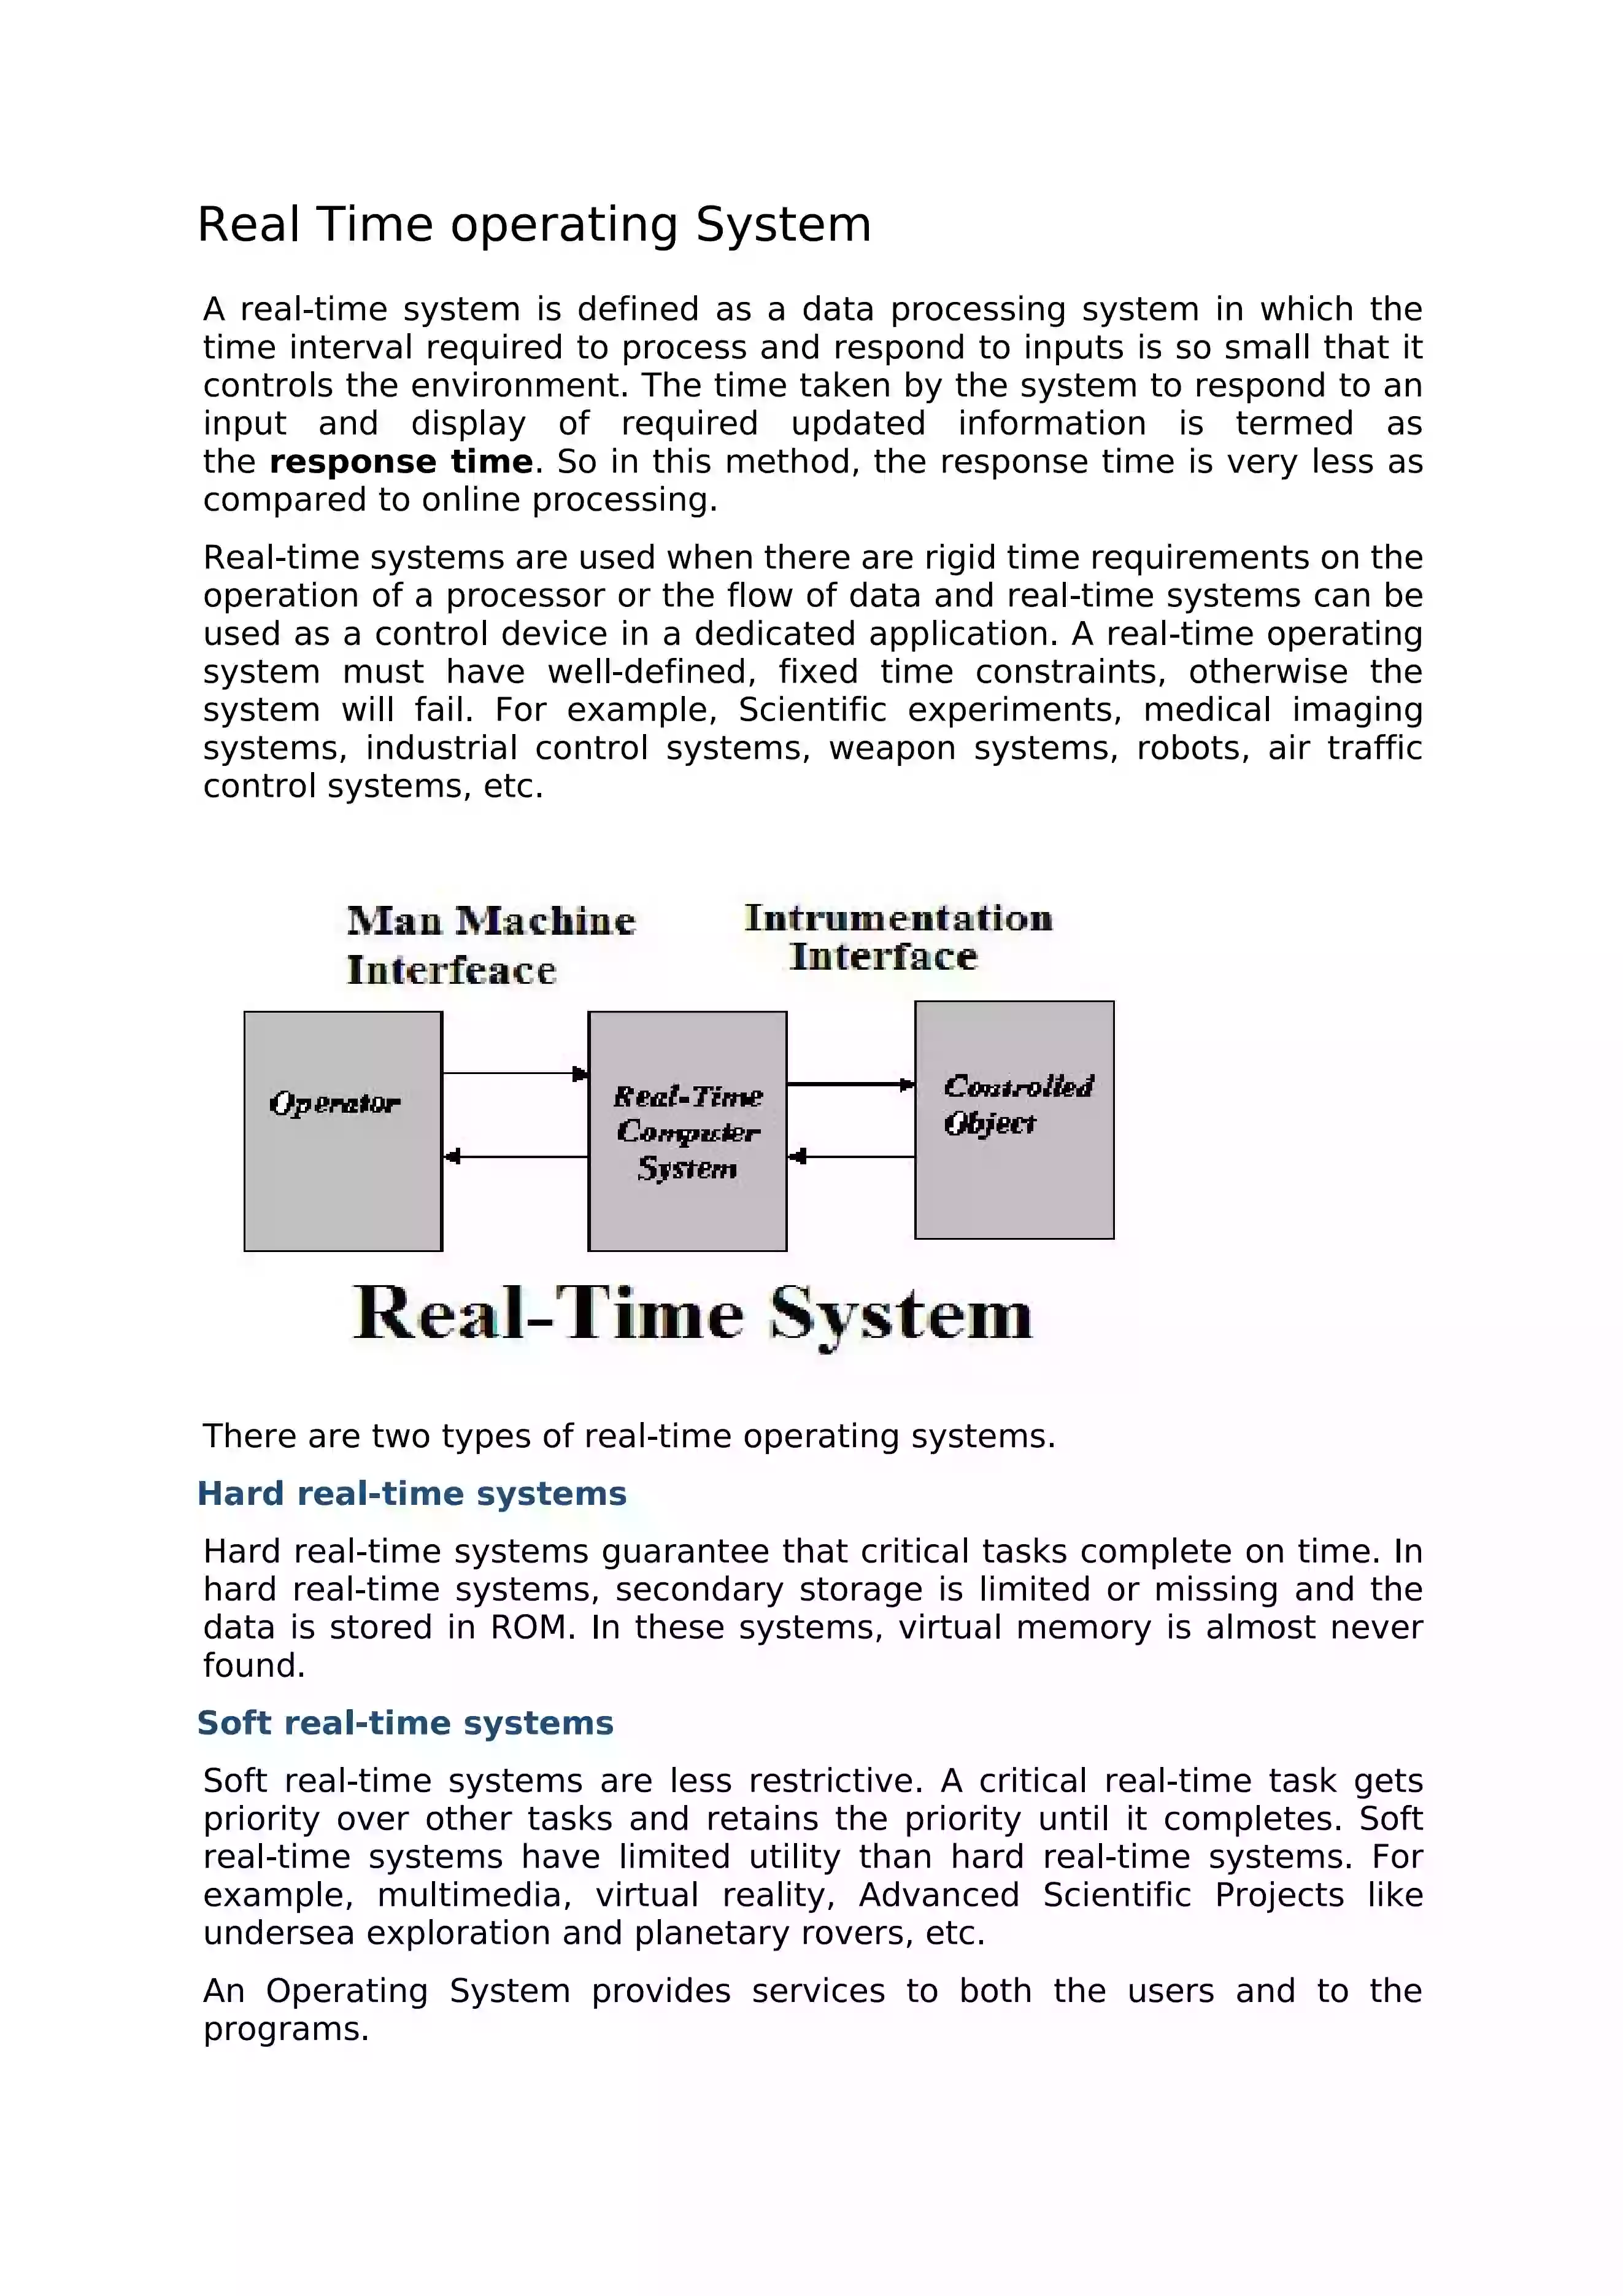 Real Time operating System
A real-time system is defined as a data processing system in which the
time interval required to process and respond to inputs is so small that it
controls the environment. The time taken by the system to respond to an
input and display of required updated information is termed as
the response time. So in this method, the response time is very less as
compared to online processing.
Real-time systems are used when there are rigid time requirements on the
operation of a processor or the flow of data and real-time systems can be
used as a control device in a dedicated application. A real-time operating
system must have well-defined, fixed time constraints, otherwise the
system will fail. For example, Scientific experiments, medical imaging
systems, industrial control systems, weapon systems, robots, air traffic
control systems, etc.
Man Machine
Interfeace
Intrumentation
Interface
Operator
Real-Time
Computer
System
Controlled
Object
Real-Time System
There are two types of real-time operating systems.
Hard real-time systems
Hard real-time systems guarantee that critical tasks complete on time. In
hard real-time systems, secondary storage is limited or missing and the
data is stored in ROM. In these systems, virtual memory is almost never
found.
Soft real-time systems
Soft real-time systems are less restrictive. A critical real-time task gets
priority over other tasks and retains the priority until it completes. Soft
real-time systems have limited utility than hard real-time systems. For
example, multimedia, virtual reality, Advanced Scientific Projects like
undersea exploration and planetary rovers, etc.
An Operating System provides services to both the users and to the
programs.